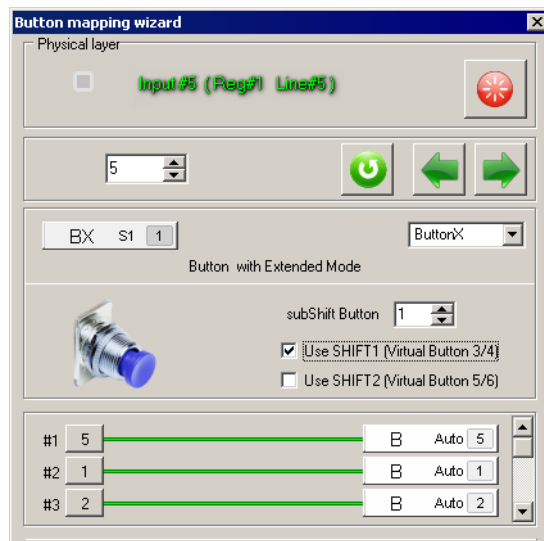 Button mapping wizard
Physical layer
Input #5 ( Reg#1 Line#5 )
5
BX S1 1
ButtonX
Button with Extended Mode
subShift Button 1
Use SHIFT1 (Virtual Button 3/4)
Use SHIFT2 (Virtual Button 5/6)
#1 5 B Auto 5
#2 1 B Auto 1
#3 2 B Auto 2